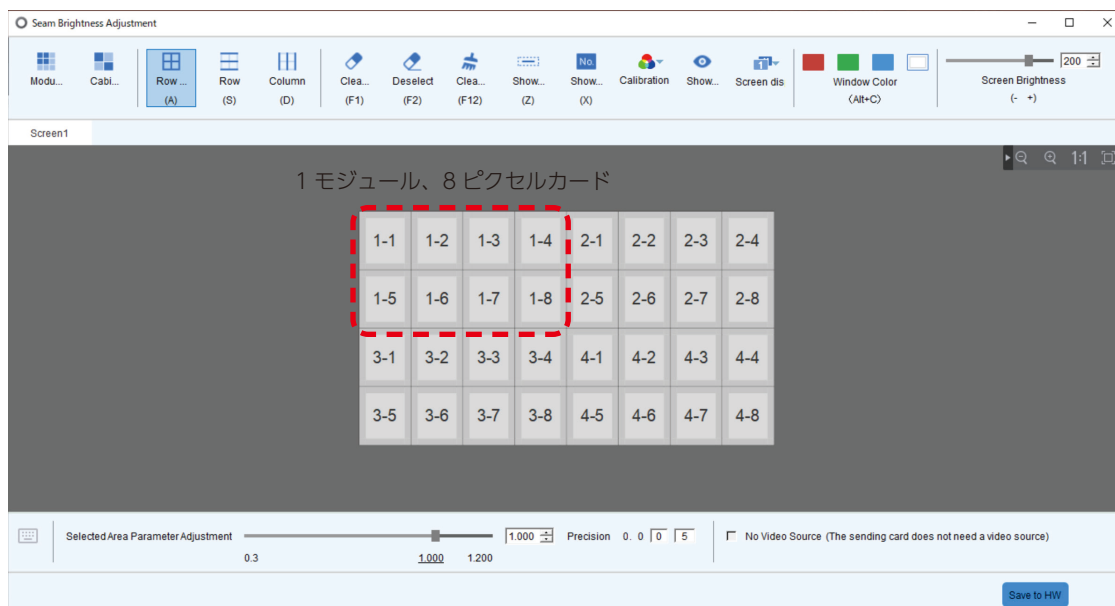 Seam Brightness Adjustment
Modu... Cabi... Row ... Row Column Clea... Deselect Clea... Show... No. Show... Calibration Show... 1 Screen dis Window Color 200 Screen Brightness
(A) (S) (D) (F1) (F2) (F12) (Z) (X) (Alt+C) (- +)
Screen1
1:1
1 モジュール、8 ピクセルカード
1-1 1-2 1-3 1-4 2-1 2-2 2-3 2-4
1-5 1-6 1-7 1-8 2-5 2-6 2-7 2-8
3-1 3-2 3-3 3-4 4-1 4-2 4-3 4-4
3-5 3-6 3-7 3-8 4-5 4-6 4-7 4-8
Selected Area Parameter Adjustment 1.000 Precision 0. 0 0 5 No Video Source (The sending card does not need a video source)
0.3 1.000 1.200
Save to HW